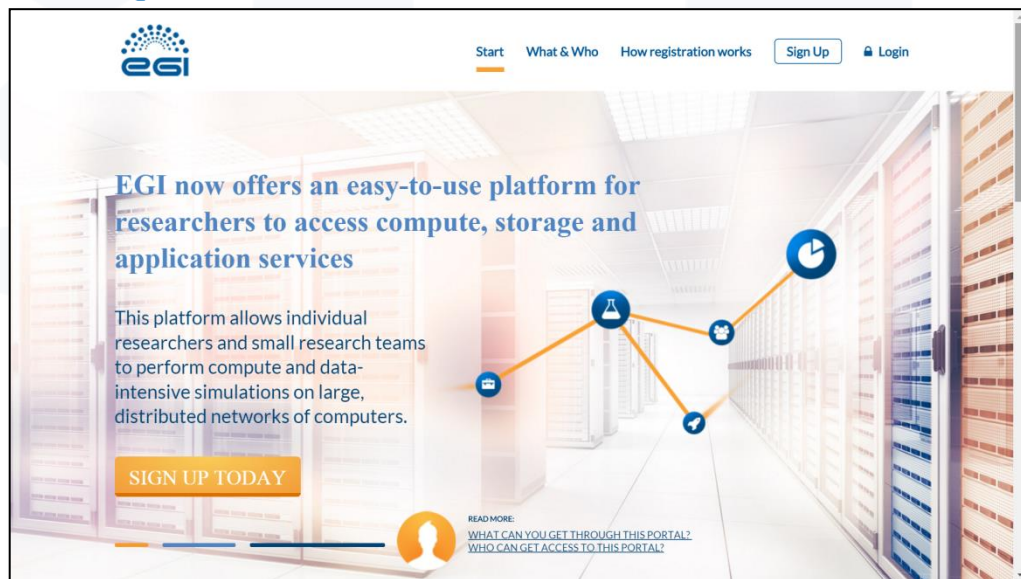 egi
Start What & Who How registration works Sign Up Login
EGI now offers an easy-to-use platform for
researchers to access compute, storage and
application services
This platform allows individual
researchers and small research teams
to perform compute and data-
intensive simulations on large,
distributed networks of computers.
SIGN UP TODAY
READ MORE:
WHAT CAN YOU GET THROUGH THIS PORTAL?
WHO CAN GET ACCESS TO THIS PORTAL?